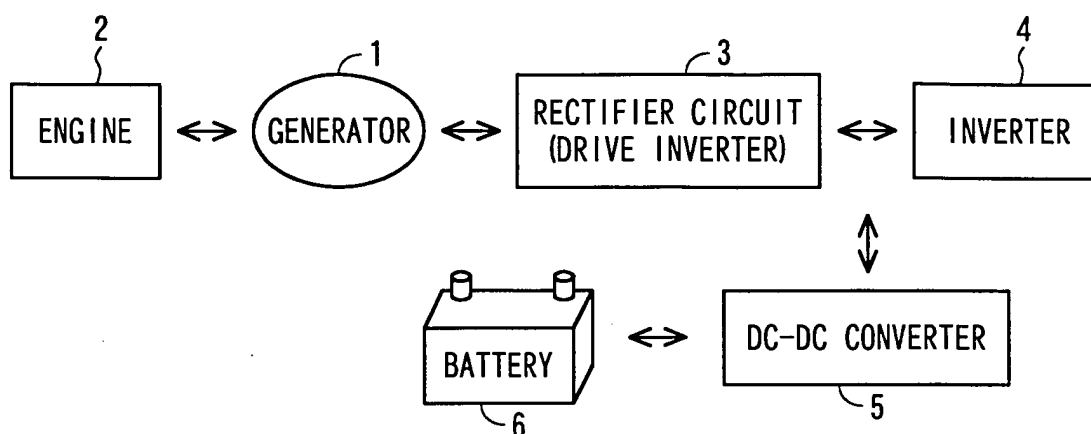 2
1
3
4
ENGINE
GENERATOR
RECTIFIER CIRCUIT
(DRIVE INVERTER)
INVERTER
BATTERY
DC-DC CONVERTER
6
5